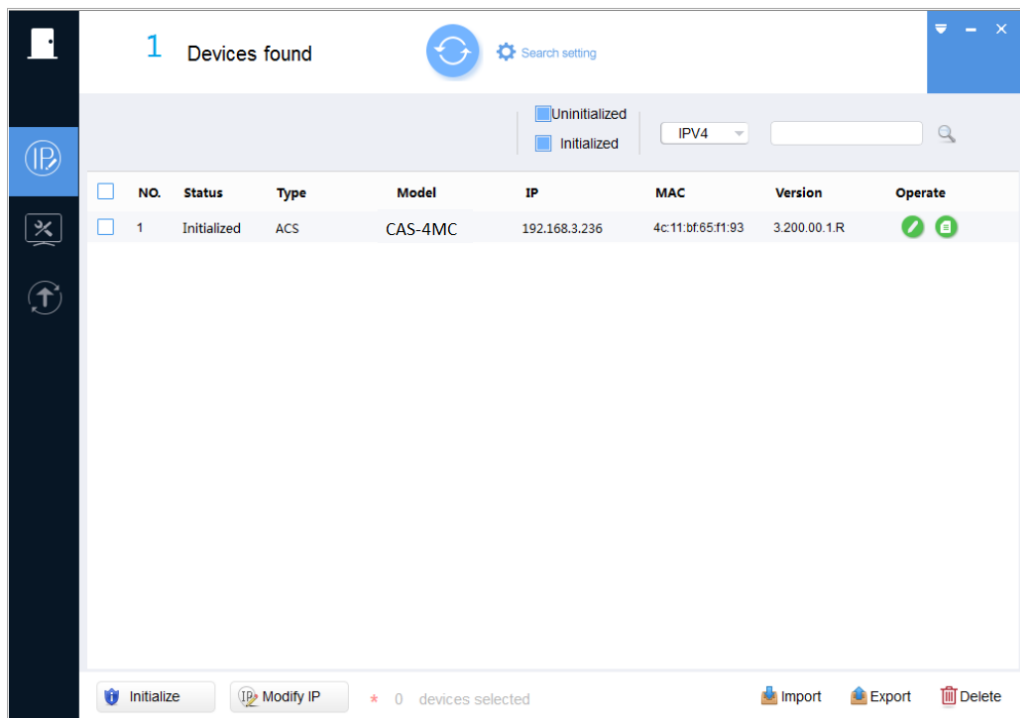 1 Devices found Search setting
Uninitialized
Initialized
IPV4
NO. Status Type Model IP MAC Version Operate
1 Initialized ACS CAS-4MC 192.168.3.236 4c:11:bf:65:f1:93 3.200.00.1.R
Initialize IP Modify IP * 0 devices selected Import Export Delete
IP